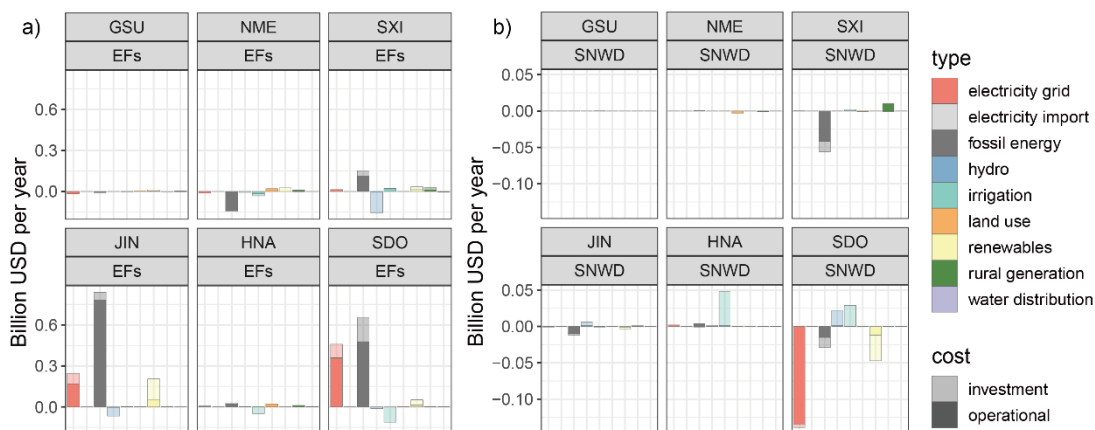 a)
GSU NME SXI
EFs EFs EFs
0.6
0.3
0.0
JIN HNA SDO
EFs EFs EFs
0.6
0.3
0.0
Billion USD per year
b)
GSU NME SXI
SNWD SNWD SNWD
0.05
0.00
−0.05
−0.10
JIN HNA SDO
SNWD SNWD SNWD
0.05
0.00
−0.05
−0.10
Billion USD per year
type
electricity grid
electricity import
fossil energy
hydro
irrigation
land use
renewables
rural generation
water distribution
cost
investment
operational